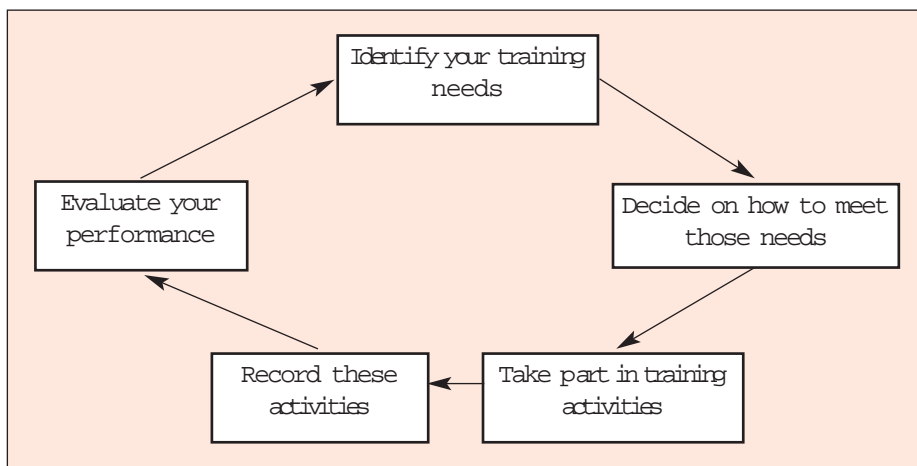 Identify your training
needs
Decide on how to meet
those needs
Take part in training
activities
Record these
activities
Evaluate your
performance